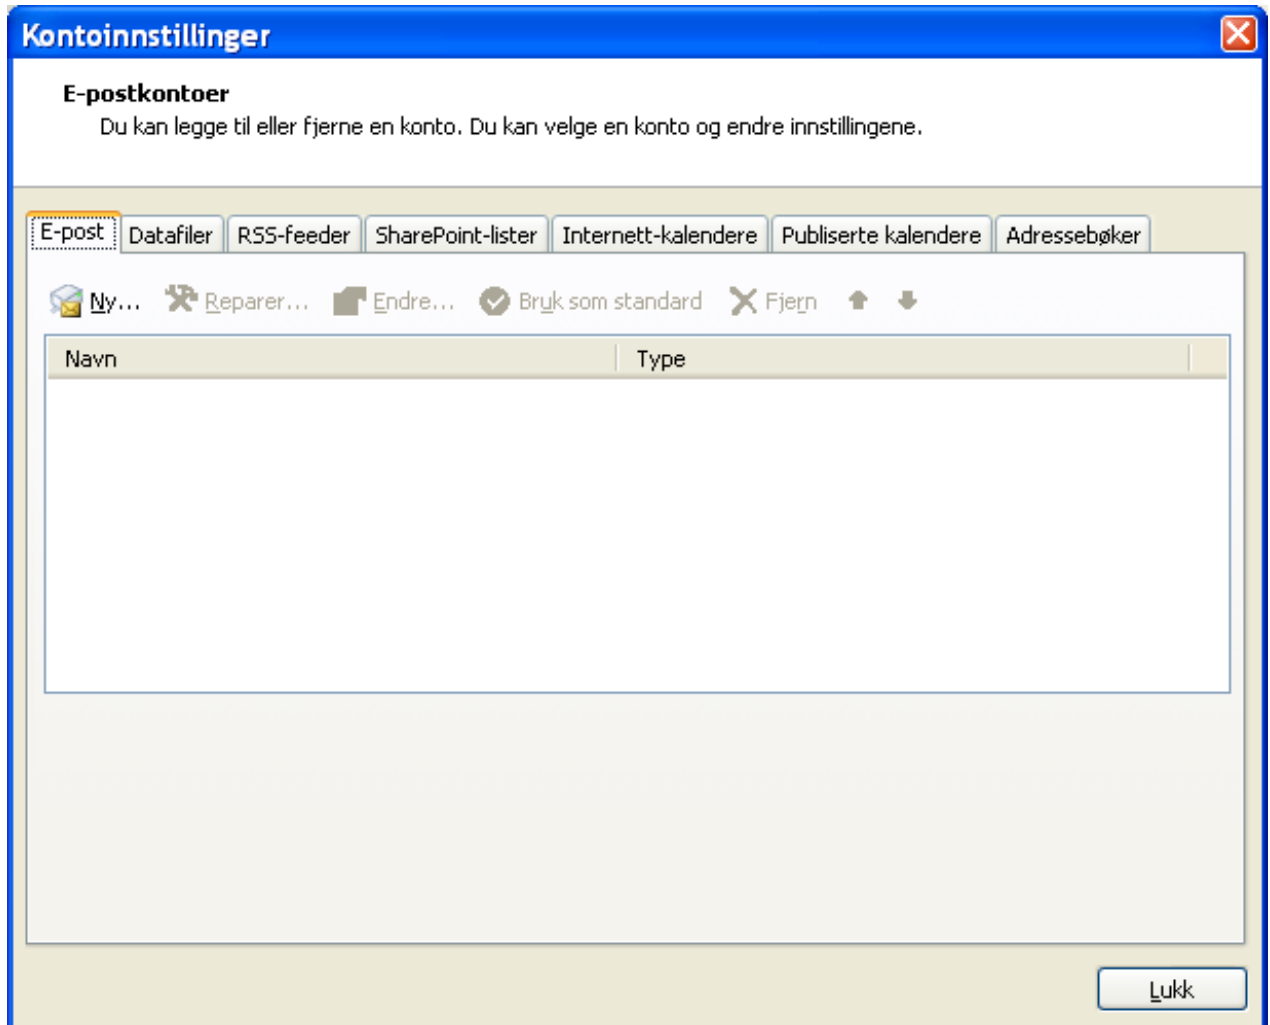 Kontoinnstillinger
E-postkontoer
Du kan legge til eller fjerne en konto. Du kan velge en konto og endre innstillingene.
E-post Datafiler RSS-feeder SharePoint-lister Internett-kalendere Publiserte kalendere Adressebøker
Ny... Reparer... Endre... Bruk som standard Fjern
Navn Type
Lukk